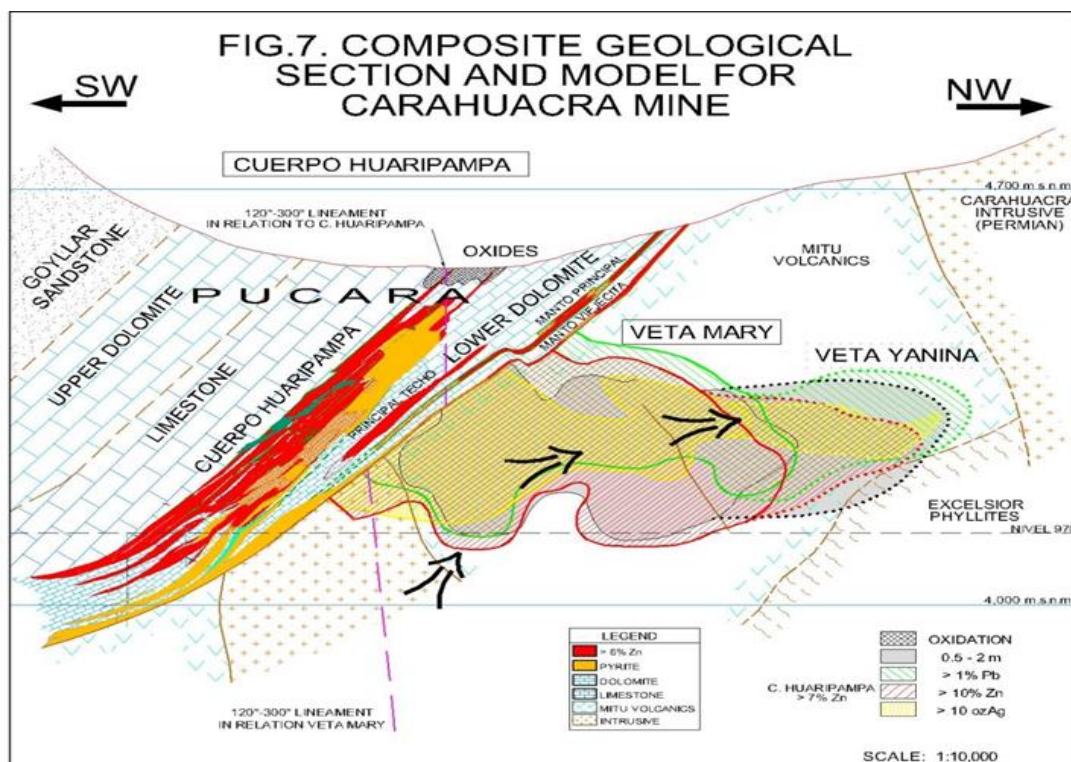 FIG.7. COMPOSITE GEOLOGICAL
SECTION AND MODEL FOR
CARAHUACRA MINE
SW
NW
CUERPO HUARIPAMPA
120°-300° LINEAMENT
IN RELATION TO C. HUARIPAMPA
OXIDES
4,700 m.s.n.m.
CARAHUACRA
INTRUSIVE
(PERMIAN)
MITU
VOLCANICS
GOYLLAR
SANDSTONE
PUCARA
UPPER DOLOMITE
LIMESTONE
CUERPO HUARIPAMPA
LOWER DOLOMITE
PRINCIPAL TECHO
MANTO PRINCIPAL
MANTO VIEJECITA
VETA MARY
VETA YANINA
EXCELSIOR
PHYLLITES
NIVEL 970
4,000 m.s.n.m.
120°-300° LINEAMENT
IN RELATION VETA MARY
LEGEND
PYRITE
DOLOMITE
LIMESTONE
MITU VOLCANICS
INTRUSIVE
OXIDATION
0.5 - 2 m
> 1% Pb
C. HUARIPAMPA
> 7% Zn
> 10% Zn
> 10 ozAg
SCALE: 1:10,000